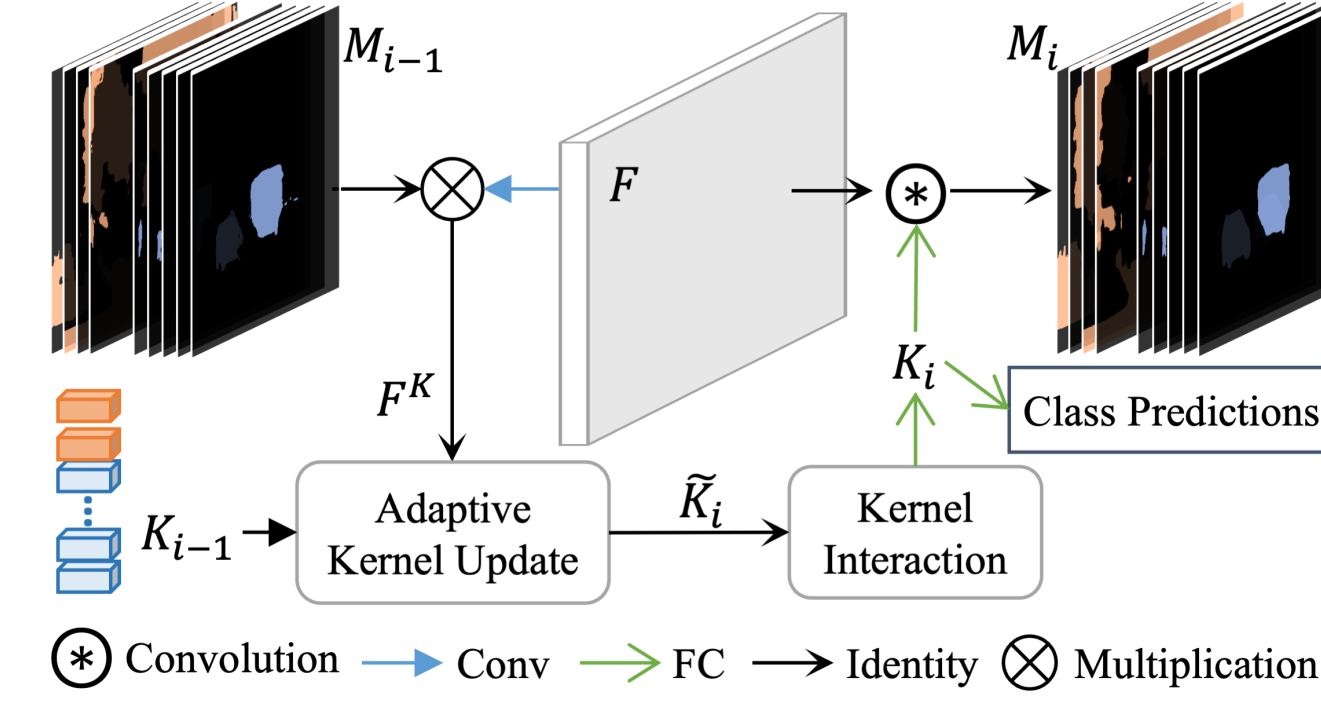 M_{i-1}
F
M_i
F^K
K_i
Class Predictions
K_{i-1}
Adaptive
Kernel Update
K̃_i
Kernel
Interaction
Convolution
Conv
FC
Identity
Multiplication